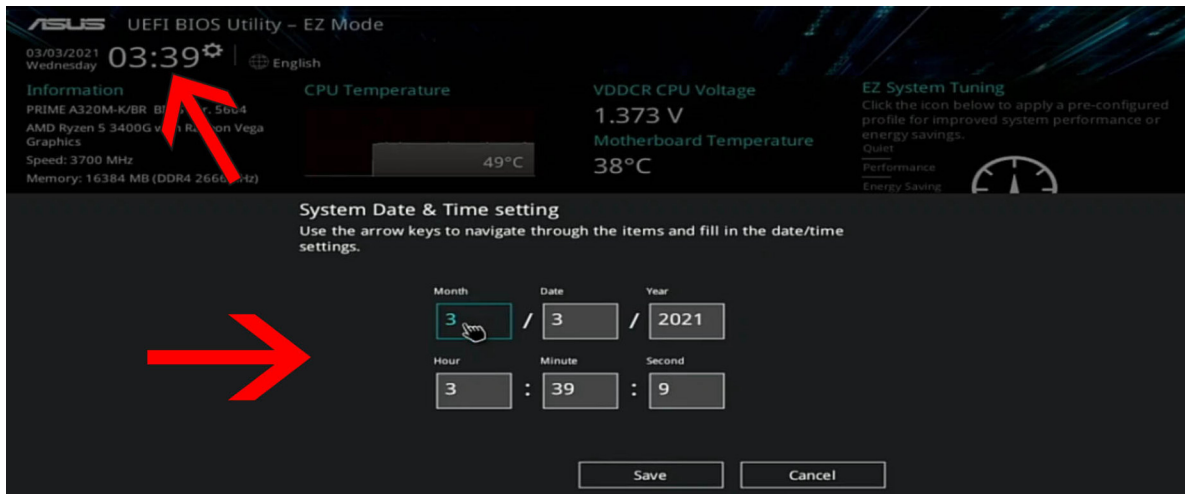 ASUS UEFI BIOS Utility – EZ Mode
03/03/2021
Wednesday
03:39
English
Information
PRIME A320M-K/BR 5604
AMD Ryzen 5 3400G Vega
Graphics
Speed: 3700 MHz
Memory: 16384 MB (DDR4
CPU Temperature
49°C
VDDCR CPU Voltage
1.373 V
Motherboard Temperature
38°C
EZ System Tuning
Click the icon below to apply a pre-configured
profile for improved system performance or
energy savings.
Quiet
Performance
Energy Saving
System Date & Time setting
Use the arrow keys to navigate through the items and fill in the date/time
settings.
Month Date Year
3 / 3 / 2021
Hour Minute Second
3 : 39 : 9
Save Cancel